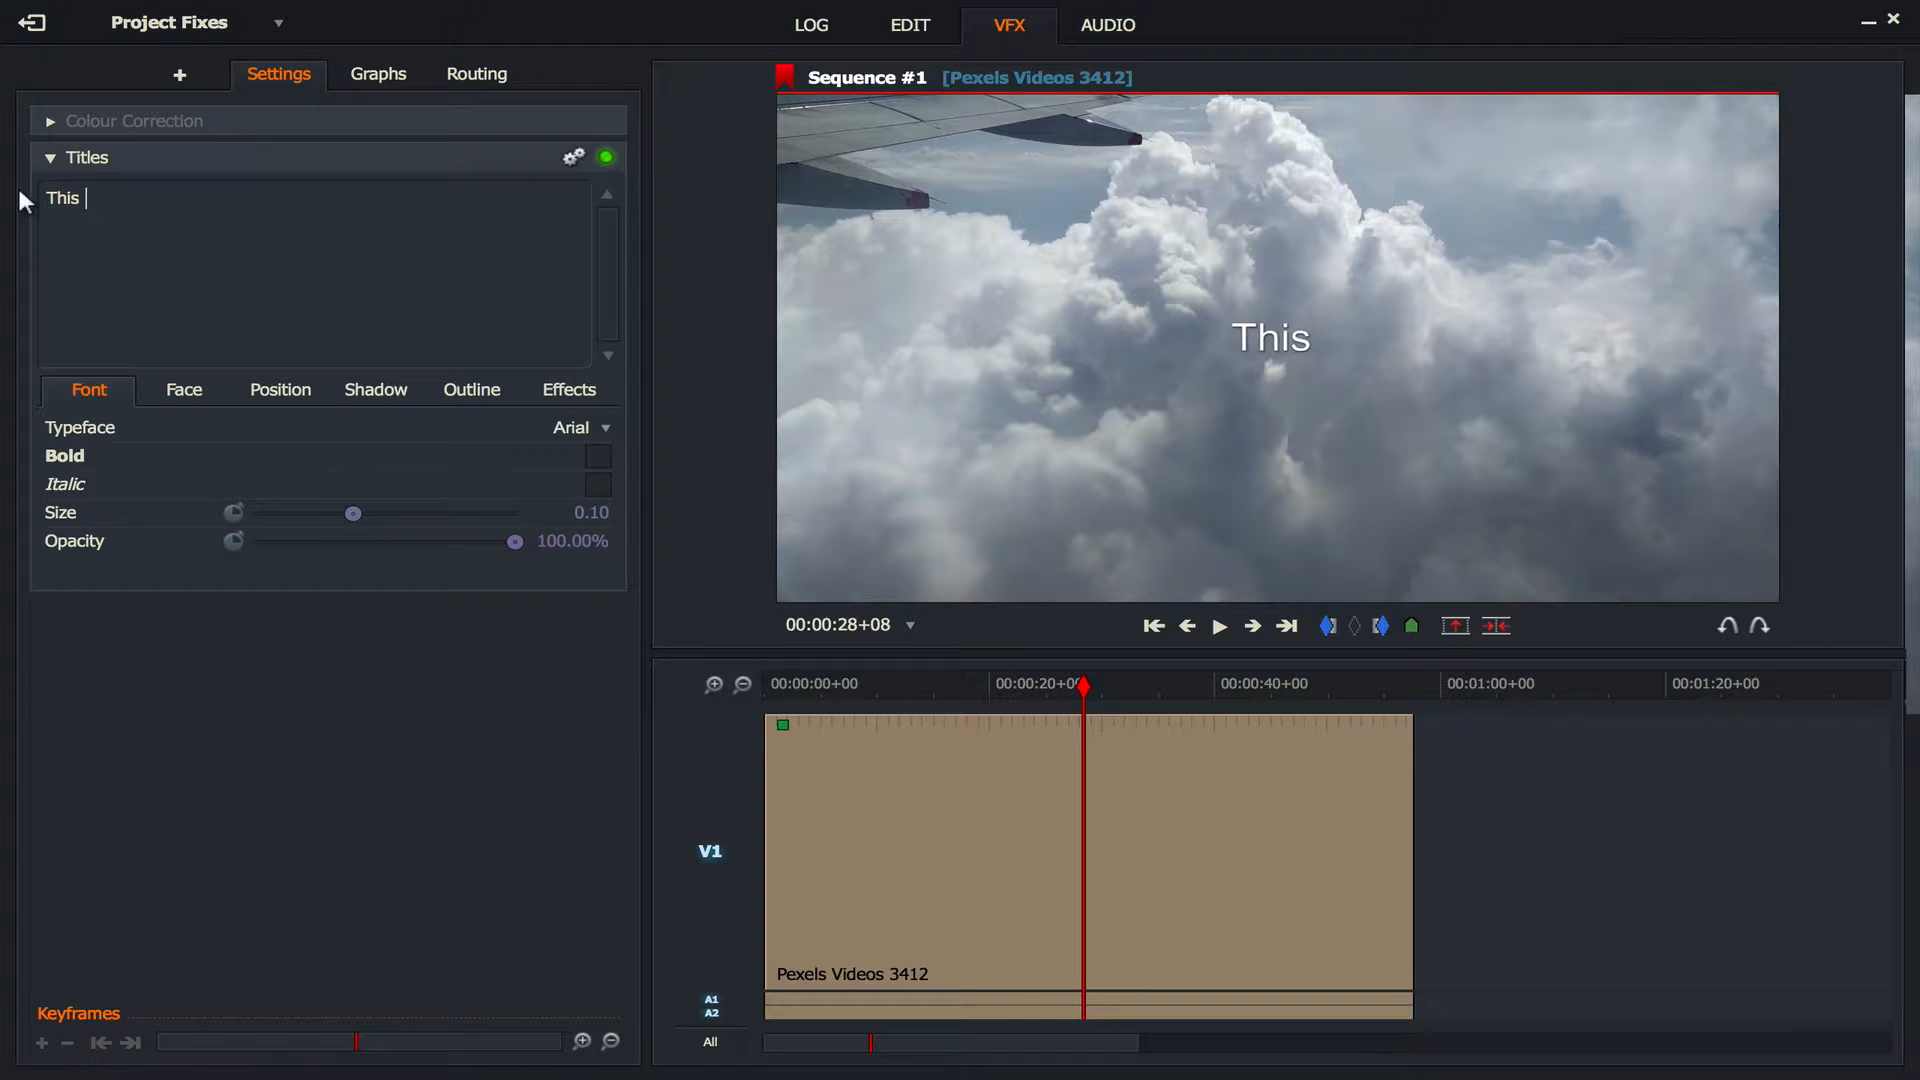 Project Fixes
LOG
EDIT
VFX
AUDIO
+ Settings Graphs Routing
Sequence #1 [Pexels Videos 3412]
Colour Correction
Titles
This
This
Font Face Position Shadow Outline Effects
Typeface Arial
Bold
Italic
Size 0.10
Opacity 100.00%
00:00:28+08
00:00:00+00 00:00:20+0 00:00:40+00 00:01:00+00 00:01:20+00
V1
Pexels Videos 3412
A1
A2
All
Keyframes